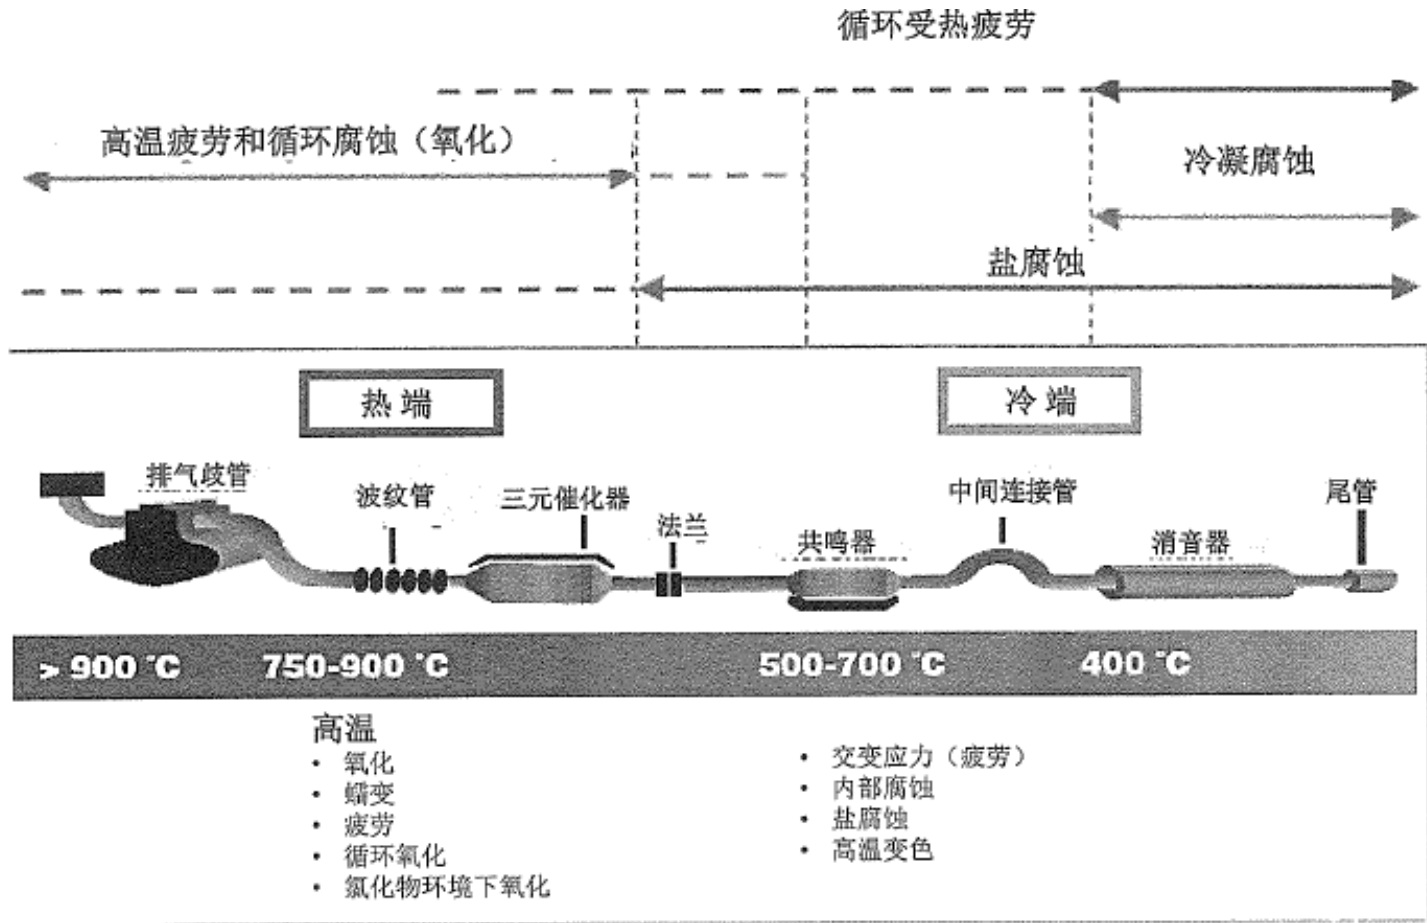 循环受热疲劳
高温疲劳和循环腐蚀（氧化）
冷凝腐蚀
盐腐蚀
热端
冷端
排气歧管
波纹管
三元催化器
法兰
共鸣器
中间连接管
消音器
尾管
> 900 °C
750-900 °C
500-700 °C
400 °C
高温
• 氧化
• 蠕变
• 疲劳
• 循环氧化
• 氯化物环境下氧化
• 交变应力（疲劳）
• 内部腐蚀
• 盐腐蚀
• 高温变色